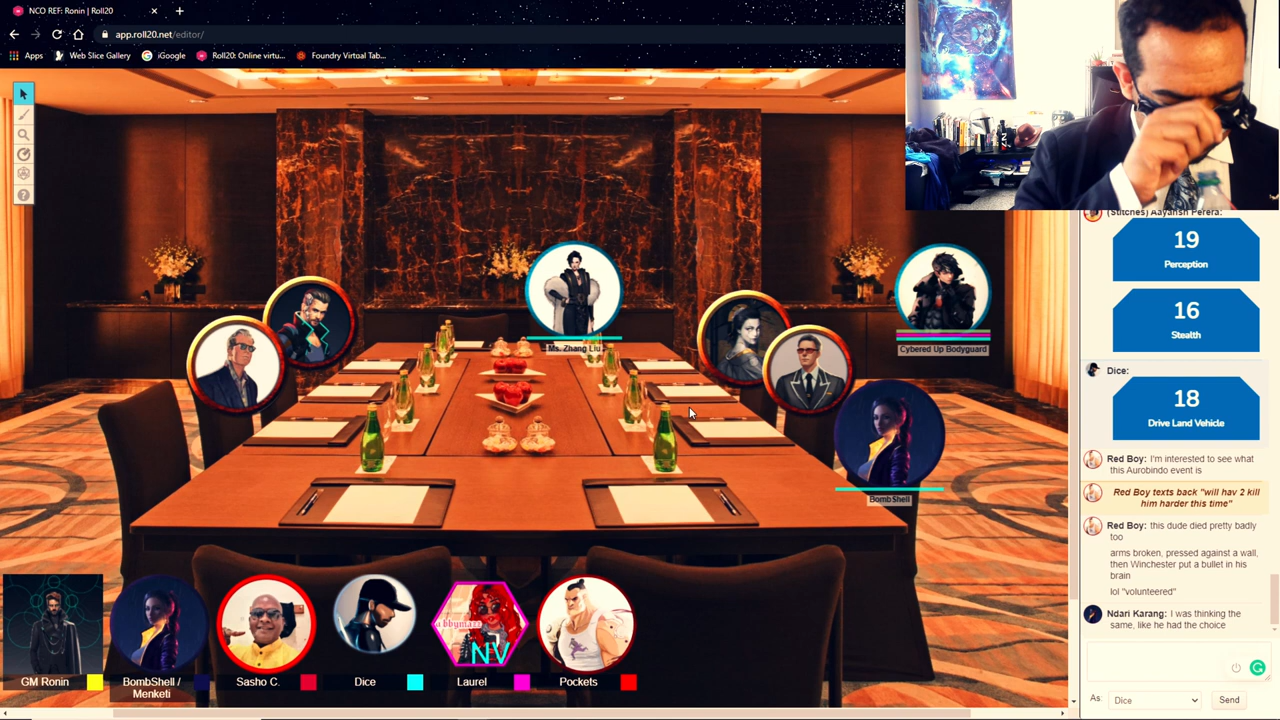 NCO REF: Ronin | Roll20
app.roll20.net/editor/
Apps
Web Slice Gallery
iGoogle
Roll20: Online virtu...
Foundry Virtual Tab...
(Stitches) Aayansh Perera:
19
Perception
16
Stealth
Dice:
18
Drive Land Vehicle
Red Boy: I'm interested to see what
this Aurobindo event is
Red Boy texts back "will hav 2 kill
him harder this time"
Red Boy: this dude died pretty badly
too
arms broken, pressed against a wall,
then Winchester put a bullet in his
brain
lol "volunteered"
Ndari Karang: I was thinking the
same, like he had the choice
As:
Dice
Send
Ms. Zhang Liu
Cybered Up Bodyguard
BombShell
NV
GM Ronin
BombShell /
Menketi
Sasho C.
Dice
Laurel
Pockets